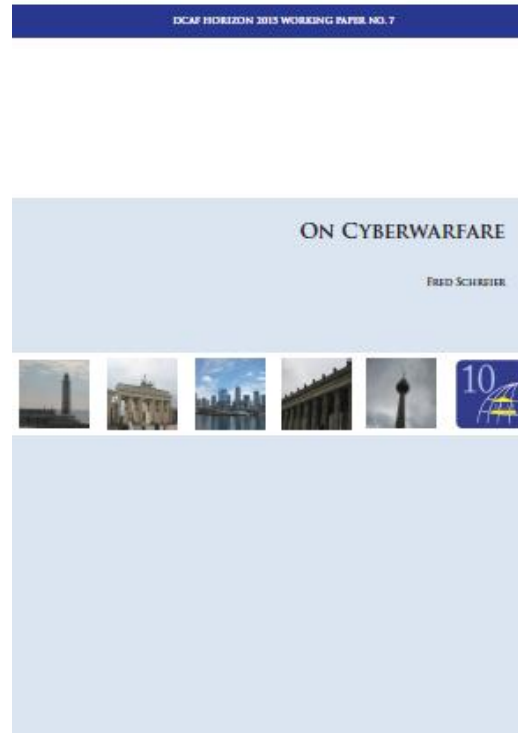 DCAF HORIZON 2015 WORKING PAPER NO. 7
ON CYBERWARFARE
FRED SCHREIER
10